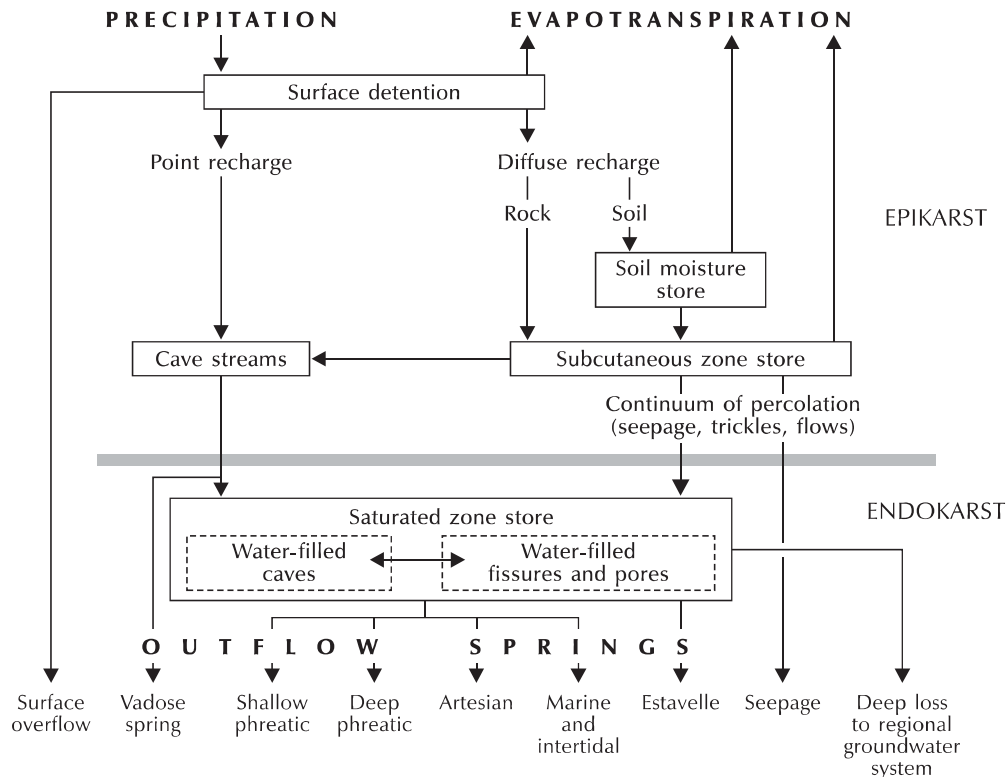 PRECIPITATION
EVAPOTRANSPIRATION
Surface detention
Point recharge
Diffuse recharge
Rock
Soil
EPIKARST
Soil moisture
store
Cave streams
Subcutaneous zone store
Continuum of percolation
(seepage, trickles, flows)
ENDOKARST
Saturated zone store
Water-filled
caves
Water-filled
fissures and pores
OUTFLOW SPRINGS
Surface
overflow
Vadose
spring
Shallow
phreatic
Deep
phreatic
Artesian
Marine
and
intertidal
Estavelle
Seepage
Deep loss
to regional
groundwater
system